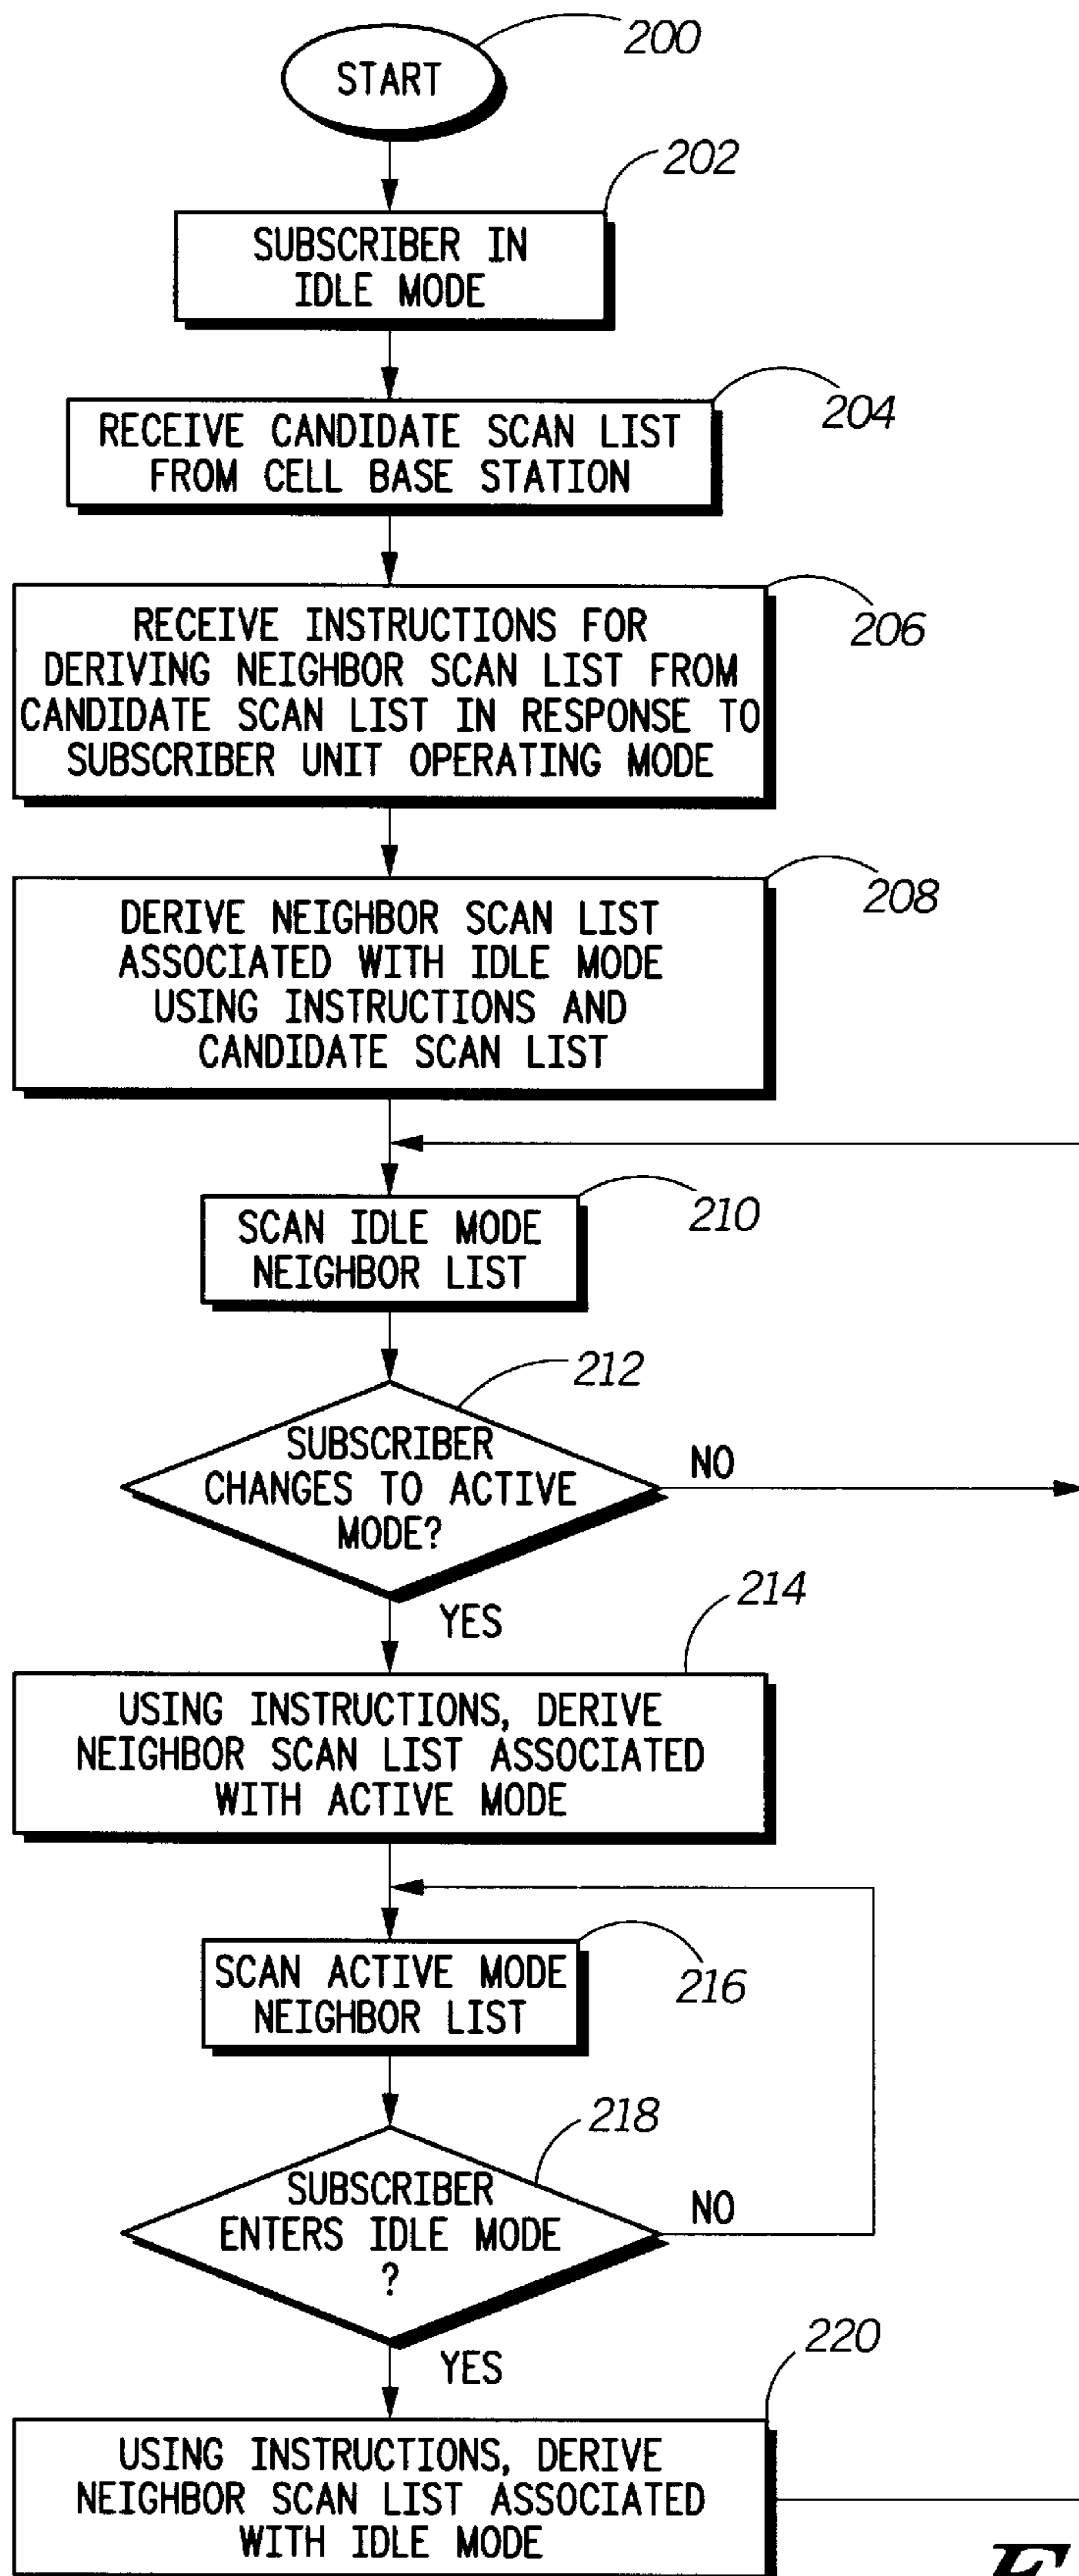 200
START
202
SUBSCRIBER IN
IDLE MODE
204
RECEIVE CANDIDATE SCAN LIST
FROM CELL BASE STATION
206
RECEIVE INSTRUCTIONS FOR
DERIVING NEIGHBOR SCAN LIST FROM
CANDIDATE SCAN LIST IN RESPONSE TO
SUBSCRIBER UNIT OPERATING MODE
208
DERIVE NEIGHBOR SCAN LIST
ASSOCIATED WITH IDLE MODE
USING INSTRUCTIONS AND
CANDIDATE SCAN LIST
210
SCAN IDLE MODE
NEIGHBOR LIST
212
SUBSCRIBER
CHANGES TO ACTIVE
MODE?
NO
YES
214
USING INSTRUCTIONS, DERIVE
NEIGHBOR SCAN LIST ASSOCIATED
WITH ACTIVE MODE
216
SCAN ACTIVE MODE
NEIGHBOR LIST
218
SUBSCRIBER
ENTERS IDLE MODE
?
NO
YES
220
USING INSTRUCTIONS, DERIVE
NEIGHBOR SCAN LIST ASSOCIATED
WITH IDLE MODE